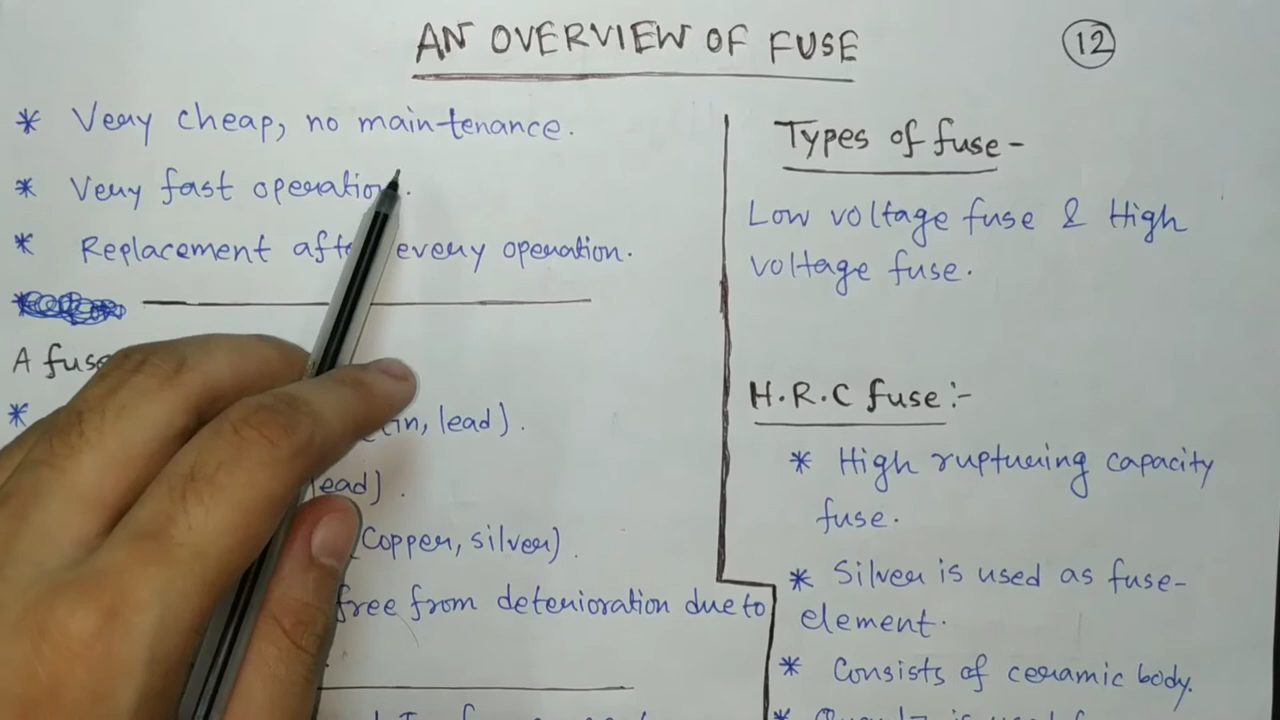 AN OVERVIEW OF FUSE
12
* Very cheap, no maintenance.
* Very fast operation.
* Replacement after every operation.
A fuse
* lead).
lead).
(Copper, silver).
free from deterioration due to
Types of fuse-
Low voltage fuse & High
voltage fuse.
H.R.C fuse:-
* High rupturing capacity
fuse.
* Silver is used as fuse-
element.
* Consists of ceramic body.